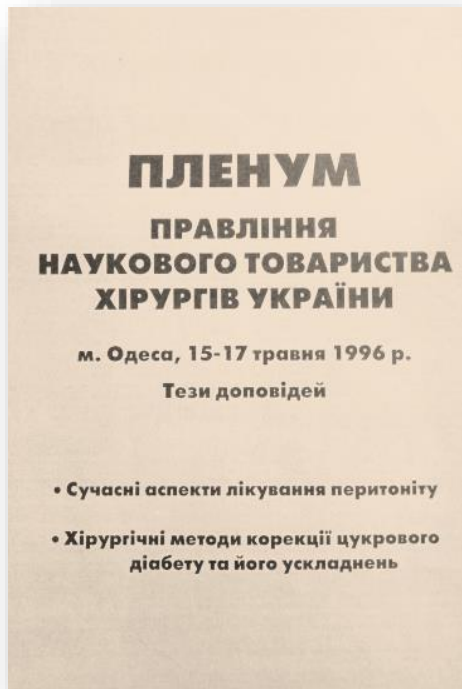 ПЛЕНУМ
ПРАВЛІННЯ
НАУКОВОГО ТОВАРИСТВА
ХІРУРГІВ УКРАЇНИ
м. Одеса, 15-17 травня 1996 р.
Тези доповідей
• Сучасні аспекти лікування перитоніту
• Хірургічні методи корекції цукрового
діабету та його ускладнень